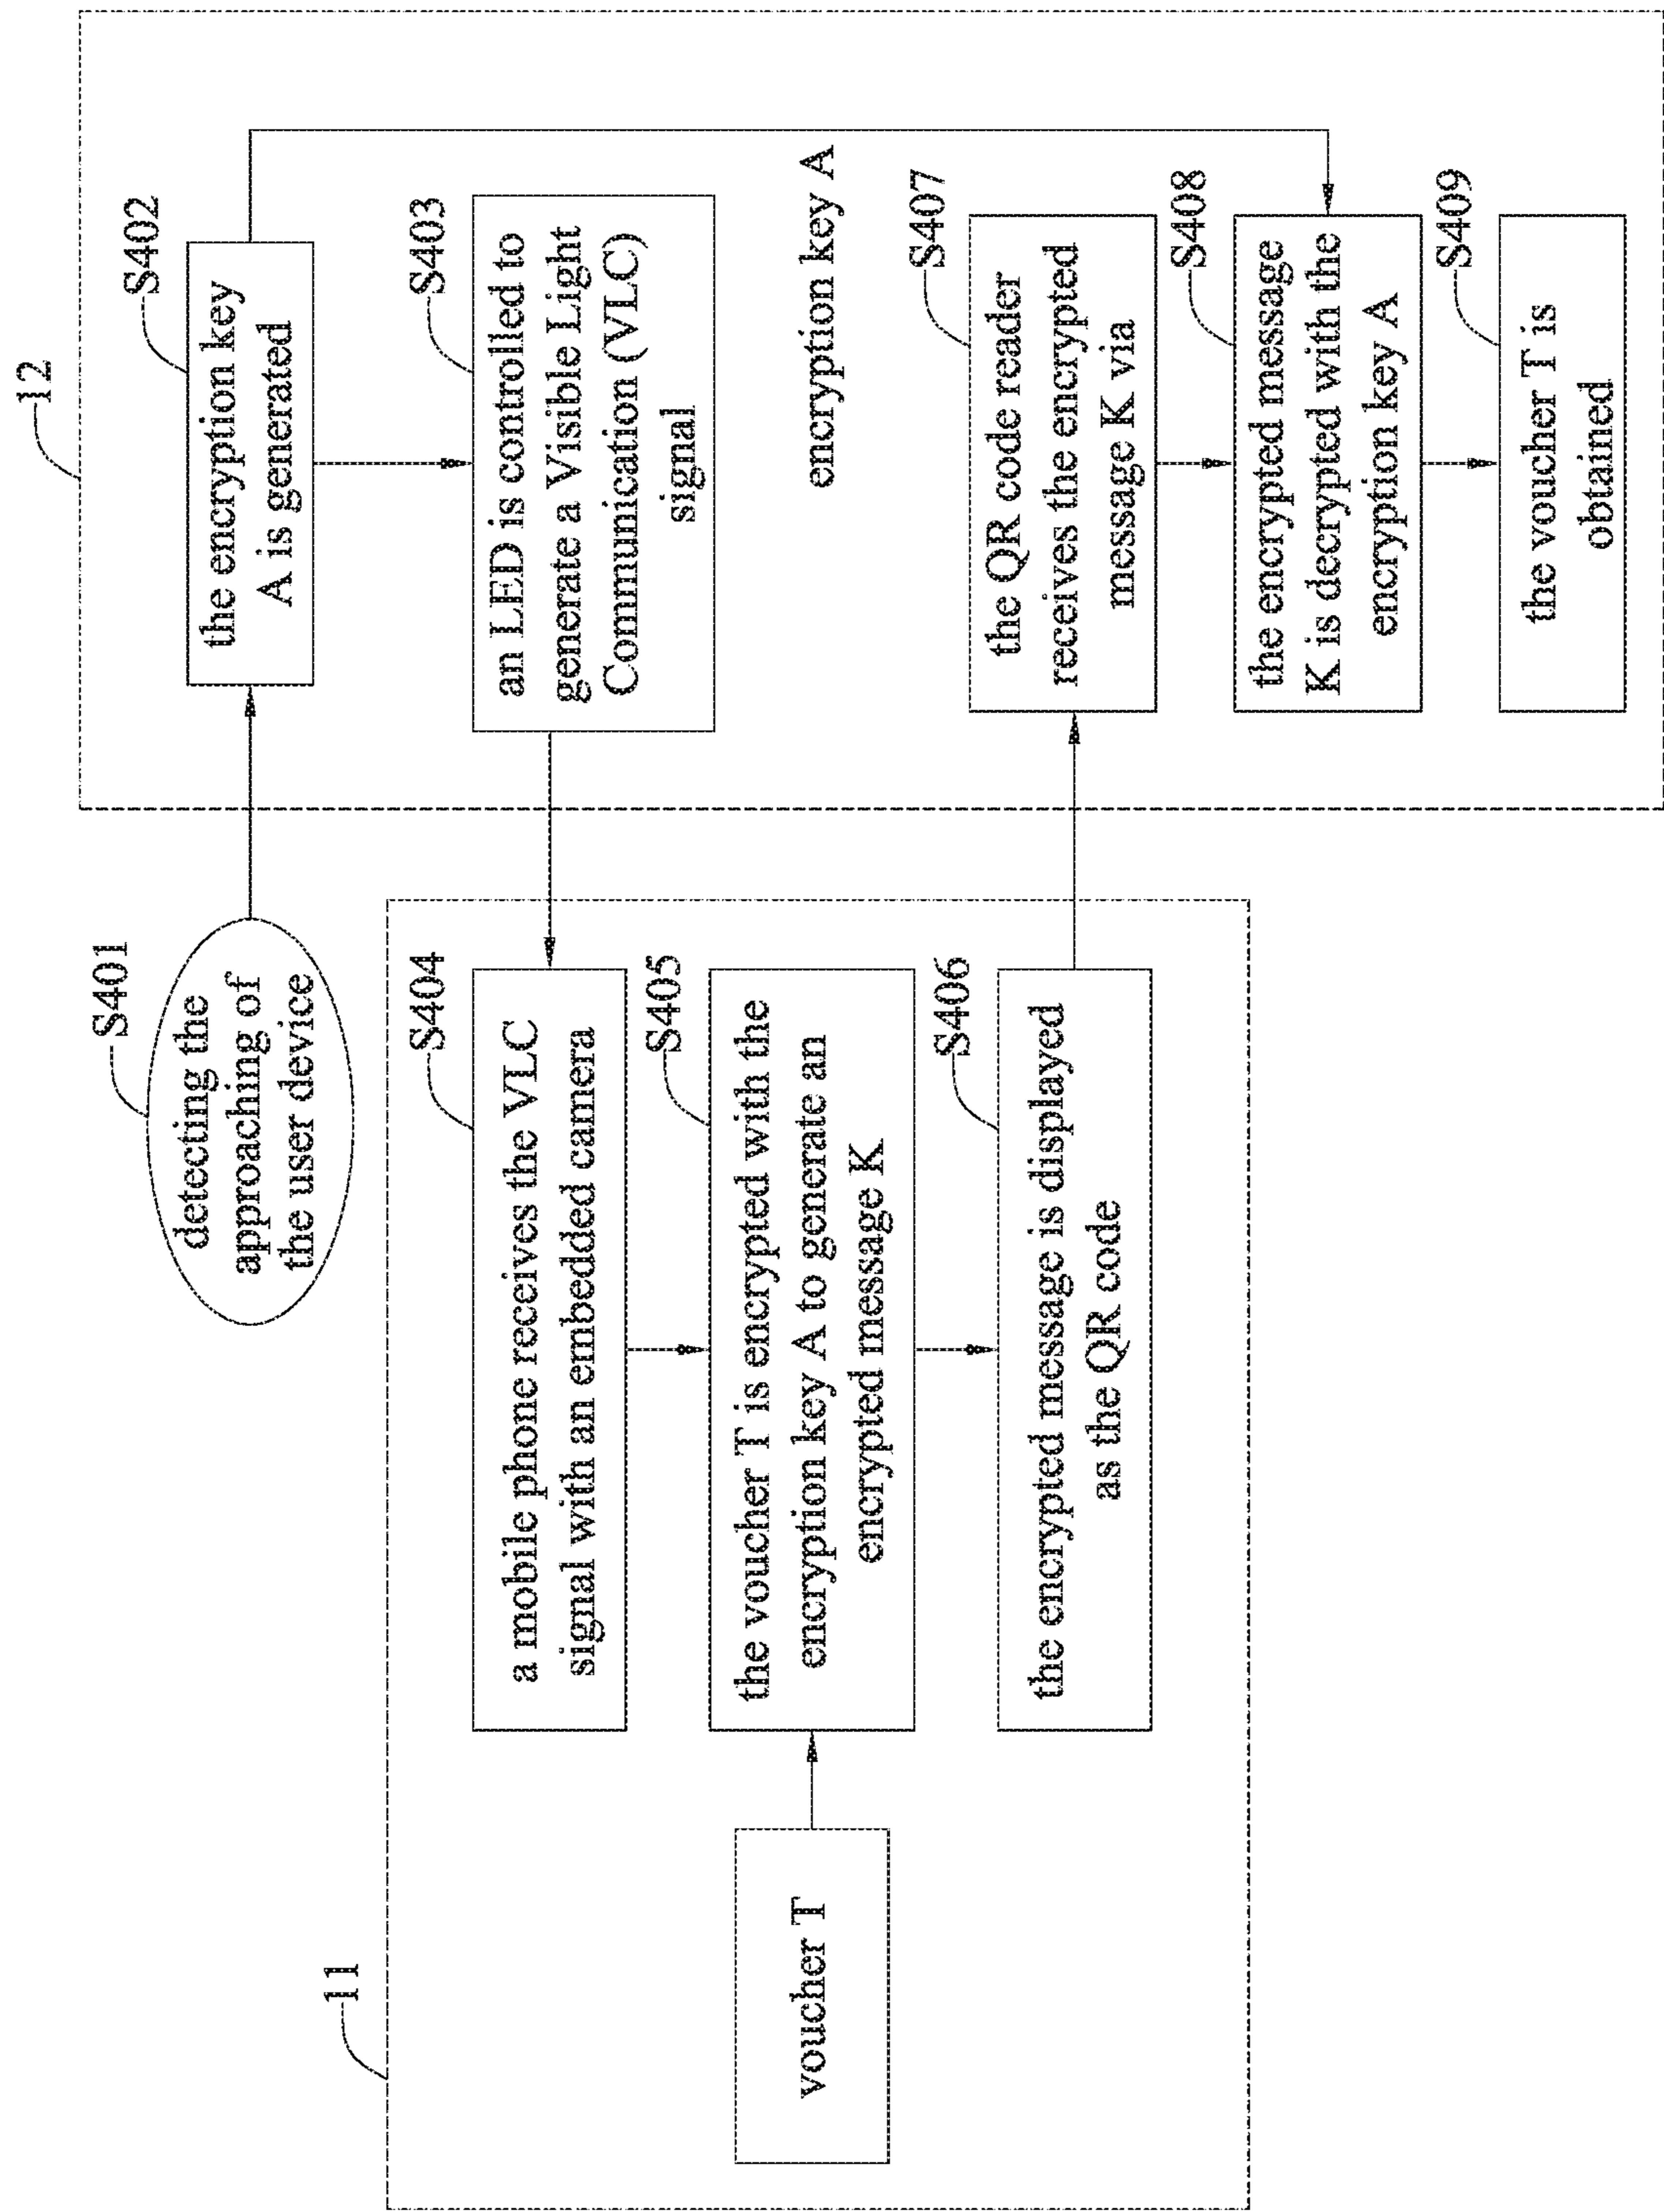 12
S401
detecting the
approaching of
the user device
S402
the encryption key
A is generated
S403
an LED is controlled to
generate a Visible Light
Communication (VLC)
signal
11
S404
a mobile phone receives the VLC
signal with an embedded camera
voucher T
S405
the voucher T is encrypted with the
encryption key A to generate an
encrypted message K
S406
the encrypted message is displayed
as the QR code
encryption key A
S407
the QR code reader
receives the encrypted
message K via
S408
the encrypted message
K is decrypted with the
encryption key A
S409
the voucher T is
obtained